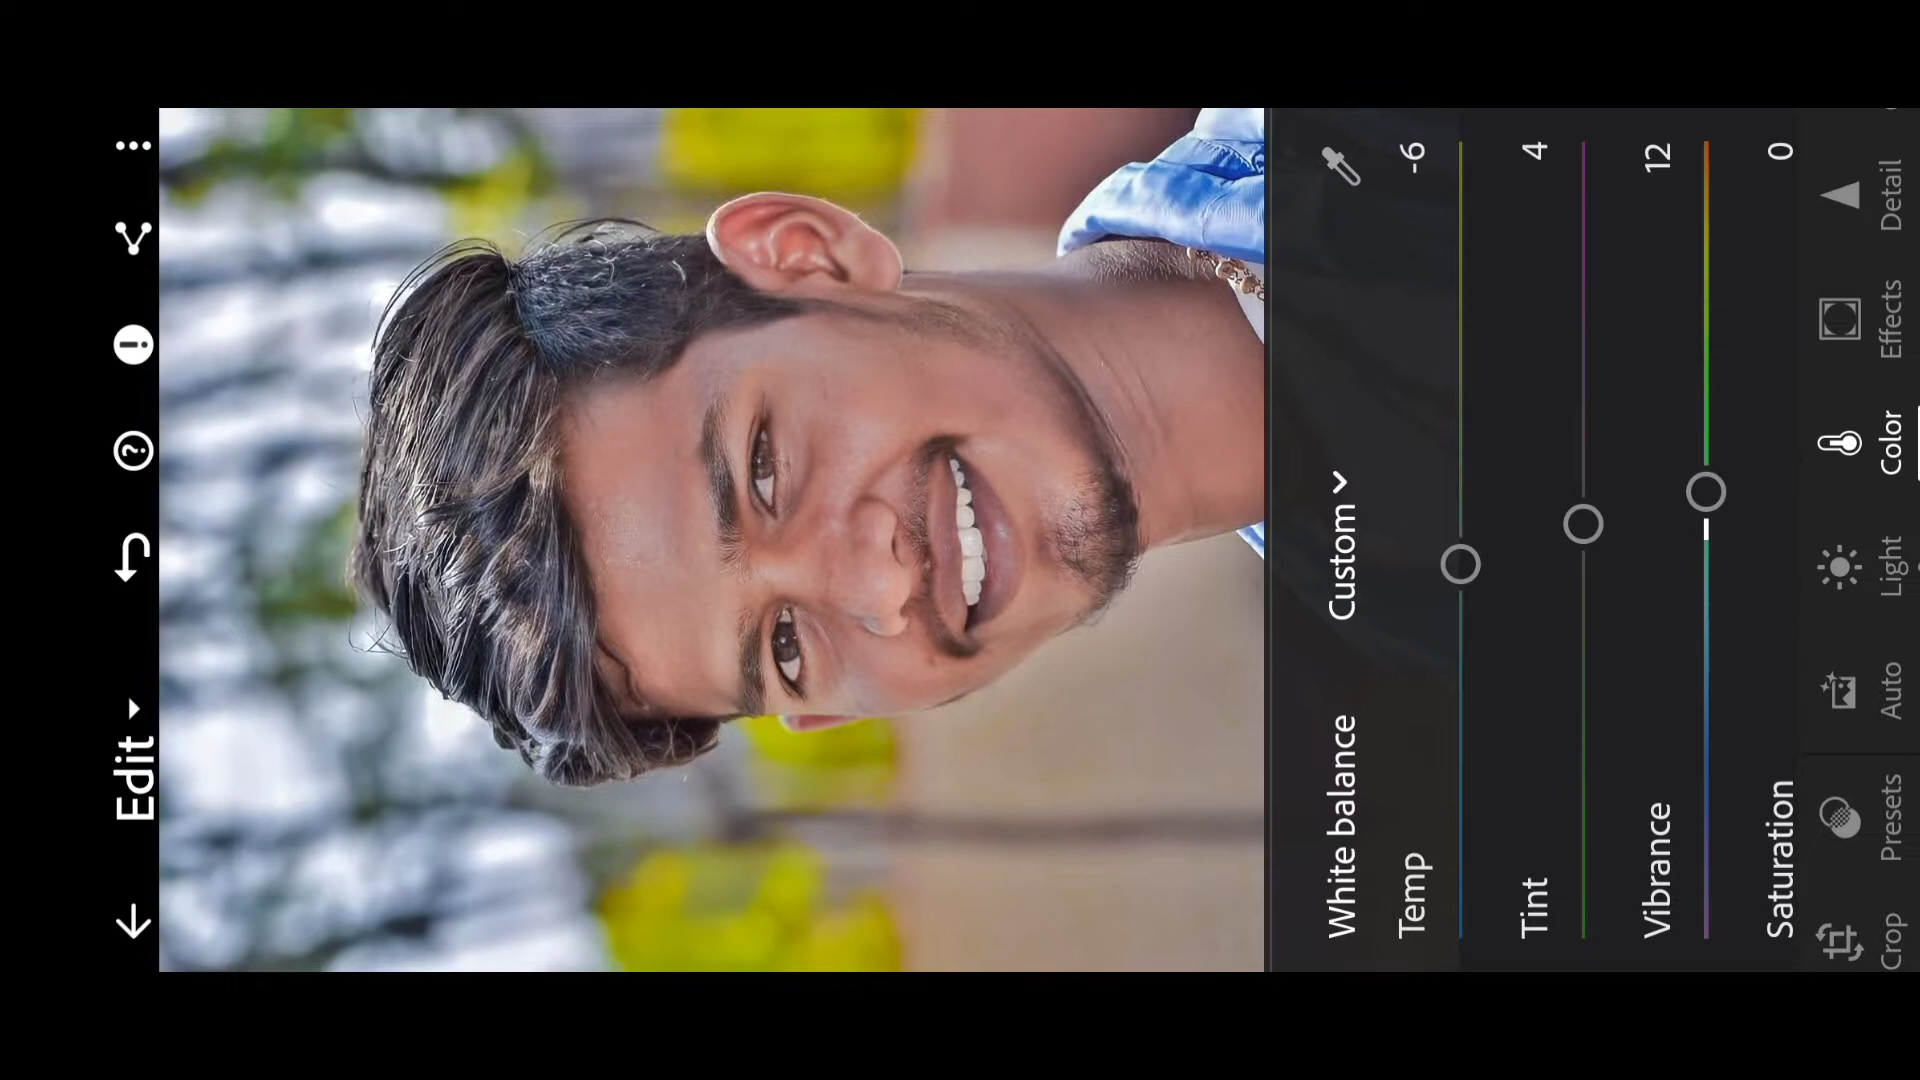 Edit
White balance Custom
Temp -6
Tint 4
Vibrance 12
Saturation 0
Crop Presets Auto Light Color Effects Detail